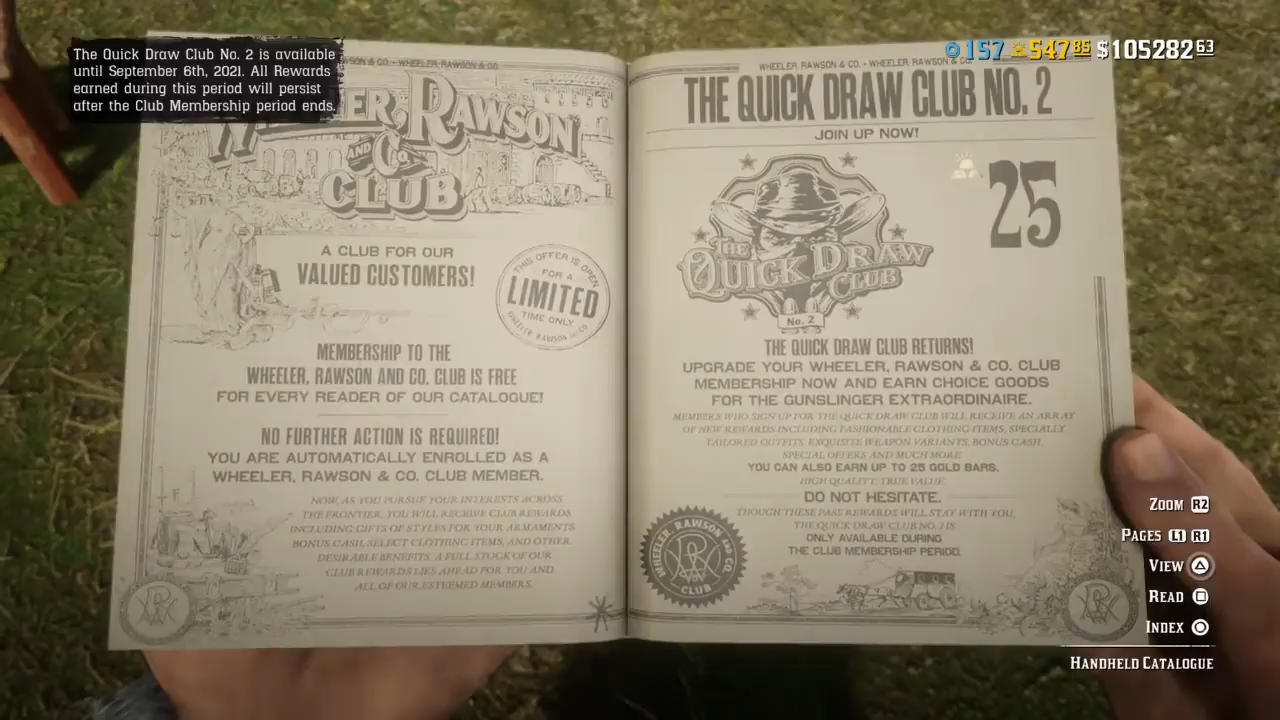 The Quick Draw Club No. 2 is available
until September 6th, 2021. All Rewards
earned during this period will persist
after the Club Membership period ends.
157 547 85 $105282 63
WHEELER, RAWSON & CO.
RAWSON
AND CO.
CLUB
A CLUB FOR OUR
VALUED CUSTOMERS!
THIS OFFER IS OPEN
FOR A
LIMITED
TIME ONLY
WHEELER, RAWSON AND CO.
MEMBERSHIP TO THE
WHEELER, RAWSON AND CO. CLUB IS FREE
FOR EVERY READER OF OUR CATALOGUE!
NO FURTHER ACTION IS REQUIRED!
YOU ARE AUTOMATICALLY ENROLLED AS A
WHEELER, RAWSON & CO. CLUB MEMBER.
NOW, AS YOU PURSUE YOUR INTERESTS ACROSS
THE FRONTIER, YOU WILL RECEIVE CLUB REWARDS
INCLUDING GIFTS OF STYLES FOR YOUR ARMAMENTS,
BONUS CASH, SELECT CLOTHING ITEMS, AND OTHER
DESIRABLE BENEFITS. A FULL STOCK OF OUR
CLUB REWARDS LIES AHEAD FOR YOU AND
ALL OF OUR ESTEEMED MEMBERS.
WHEELER, RAWSON & CO. • WHEELER, RAWSON & CO.
THE QUICK DRAW CLUB NO. 2
JOIN UP NOW!
25
THE
QUICK DRAW
CLUB
No. 2
THE QUICK DRAW CLUB RETURNS!
UPGRADE YOUR WHEELER, RAWSON & CO. CLUB
MEMBERSHIP NOW AND EARN CHOICE GOODS
FOR THE GUNSLINGER EXTRAORDINAIRE.
MEMBERS WHO SIGN UP FOR THE QUICK DRAW CLUB WILL RECEIVE AN ARRAY
OF NEW REWARDS INCLUDING FASHIONABLE CLOTHING ITEMS, SPECIALLY
TAILORED OUTFITS, EXQUISITE WEAPON VARIANTS, BONUS CASH,
SPECIAL OFFERS AND MUCH MORE.
YOU CAN ALSO EARN UP TO 25 GOLD BARS.
HIGH QUALITY, TRUE VALUE.
DO NOT HESITATE.
THOUGH THESE PASS REWARDS WILL STAY WITH YOU,
THE QUICK DRAW CLUB NO. 2 IS
ONLY AVAILABLE DURING
THE CLUB MEMBERSHIP PERIOD.
WHEELER, RAWSON AND CO
CLUB
ZOOM R2
PAGES L1 R1
VIEW
READ
INDEX
HANDHELD CATALOGUE